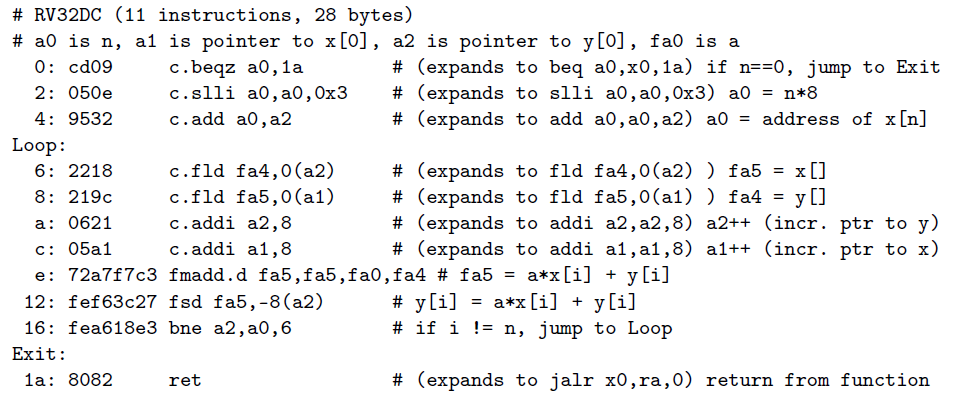 # RV32DC (11 instructions, 28 bytes)
# a0 is n, a1 is pointer to x[0], a2 is pointer to y[0], fa0 is a
  0: cd09     c.beqz a0,1a        # (expands to beq a0,x0,1a) if n==0, jump to Exit
  2: 050e     c.slli a0,a0,0x3    # (expands to slli a0,a0,0x3) a0 = n*8
  4: 9532     c.add a0,a2         # (expands to add a0,a0,a2) a0 = address of x[n]
Loop:
  6: 2218     c.fld fa4,0(a2)     # (expands to fld fa4,0(a2) ) fa5 = x[]
  8: 219c     c.fld fa5,0(a1)     # (expands to fld fa5,0(a1) ) fa4 = y[]
  a: 0621     c.addi a2,8         # (expands to addi a2,a2,8) a2++ (incr. ptr to y)
  c: 05a1     c.addi a1,8         # (expands to addi a1,a1,8) a1++ (incr. ptr to x)
  e: 72a7f7c3 fmadd.d fa5,fa5,fa0,fa4 # fa5 = a*x[i] + y[i]
 12: fef63c27 fsd fa5,-8(a2)      # y[i] = a*x[i] + y[i]
 16: fea618e3 bne a2,a0,6         # if i != n, jump to Loop
Exit:
 1a: 8082     ret                 # (expands to jalr x0,ra,0) return from function